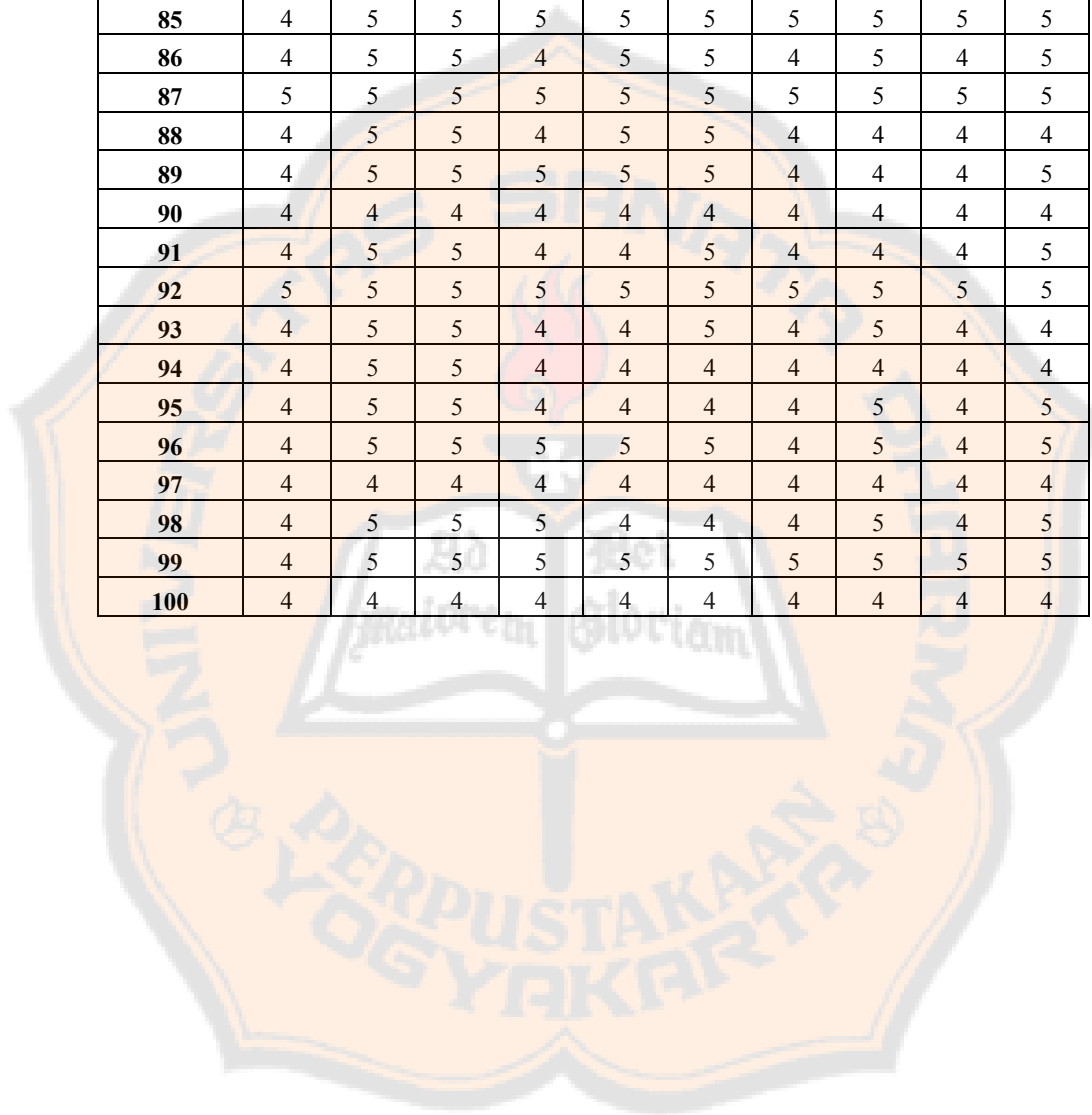 85 4 5 5 5 5 5 5 5 5 5
86 4 5 5 4 5 5 4 5 4 5
87 5 5 5 5 5 5 5 5 5 5
88 4 5 5 4 5 5 4 4 4 4
89 4 5 5 5 5 5 4 4 4 5
90 4 4 4 4 4 4 4 4 4 4
91 4 5 5 4 4 5 4 4 4 5
92 5 5 5 5 5 5 5 5 5 5
93 4 5 5 4 4 5 4 5 4 4
94 4 5 5 4 4 4 4 4 4 4
95 4 5 5 4 4 4 4 5 4 5
96 4 5 5 5 5 5 4 5 4 5
97 4 4 4 4 4 4 4 4 4 4
98 4 5 5 5 4 4 4 5 4 5
99 4 5 5 5 5 5 5 5 5 5
100 4 4 4 4 4 4 4 4 4 4
UNIVERSITAS SANATA DHARMA
Ad Dei
Maiorem Gloriam
PERPUSTAKAAN
YOGYAKARTA